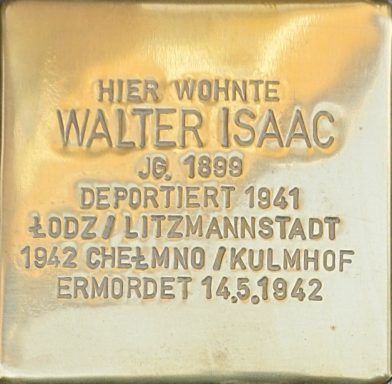 HIER WOHNTE
WALTER ISAAC
JG. 1899
DEPORTIERT 1941
ŁODZ / LITZMANNSTADT
1942 CHEŁMNO / KULMHOF
ERMORDET 14.5.1942